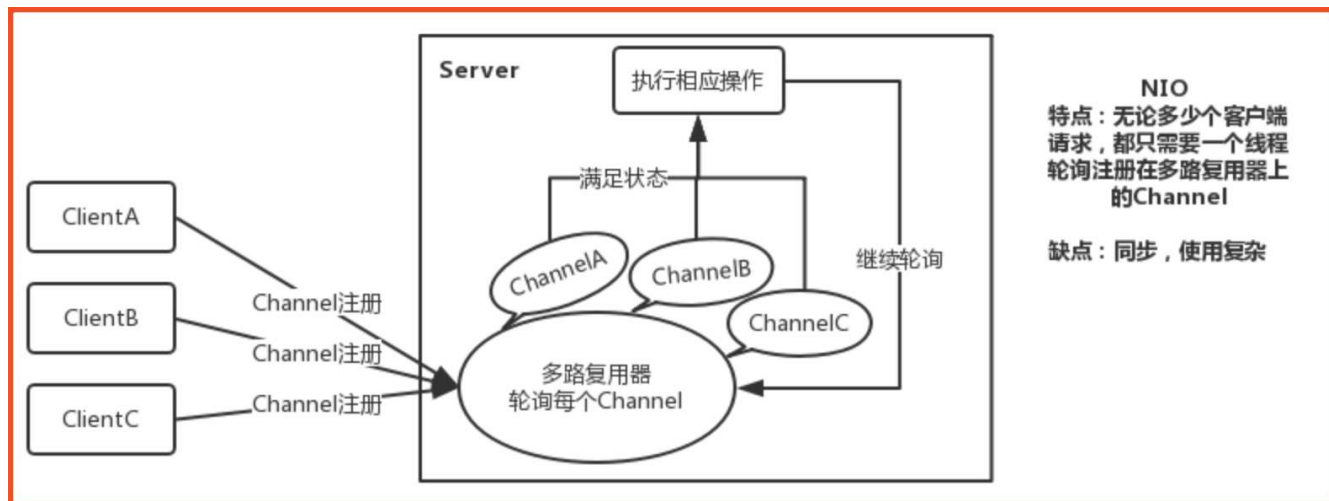 Server
执行相应操作
NIO
特点：无论多少个客户端
请求，都只需要一个线程
轮询注册在多路复用器上
的Channel
缺点：同步，使用复杂
满足状态
继续轮询
ClientA
ClientB
ClientC
Channel注册
Channel注册
Channel注册
ChannelA
ChannelB
ChannelC
多路复用器
轮询每个Channel